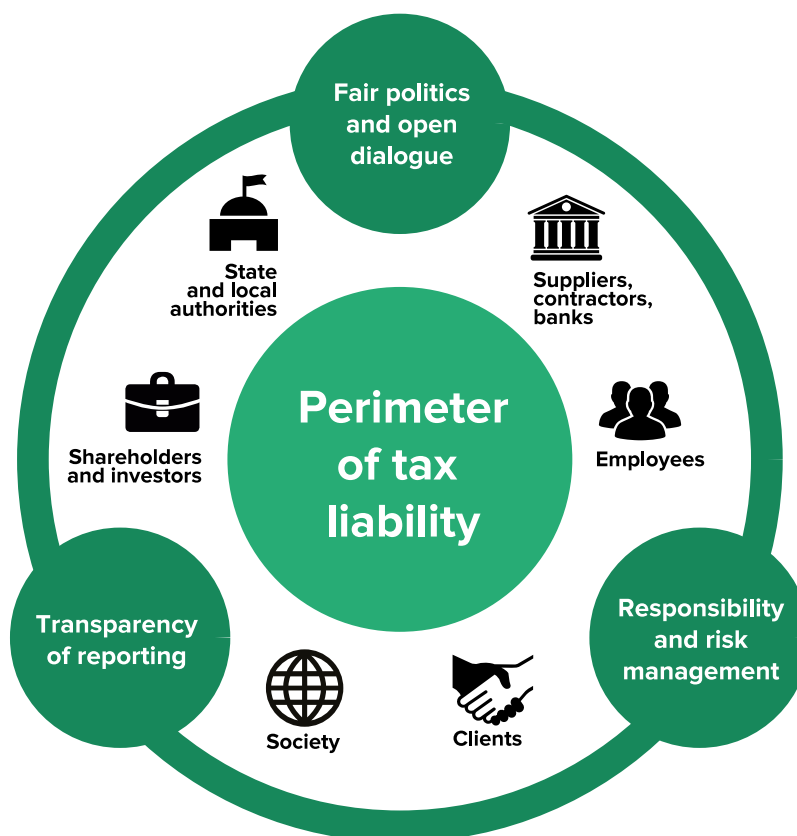 Fair politics
and open
dialogue
State
and local
authorities
Suppliers,
contractors,
banks
Perimeter
of tax
liability
Shareholders
and investors
Employees
Transparency
of reporting
Responsibility
and risk
management
Society
Clients